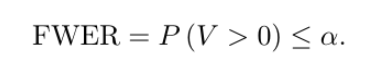 FWER = P (V > 0) ≤ α.